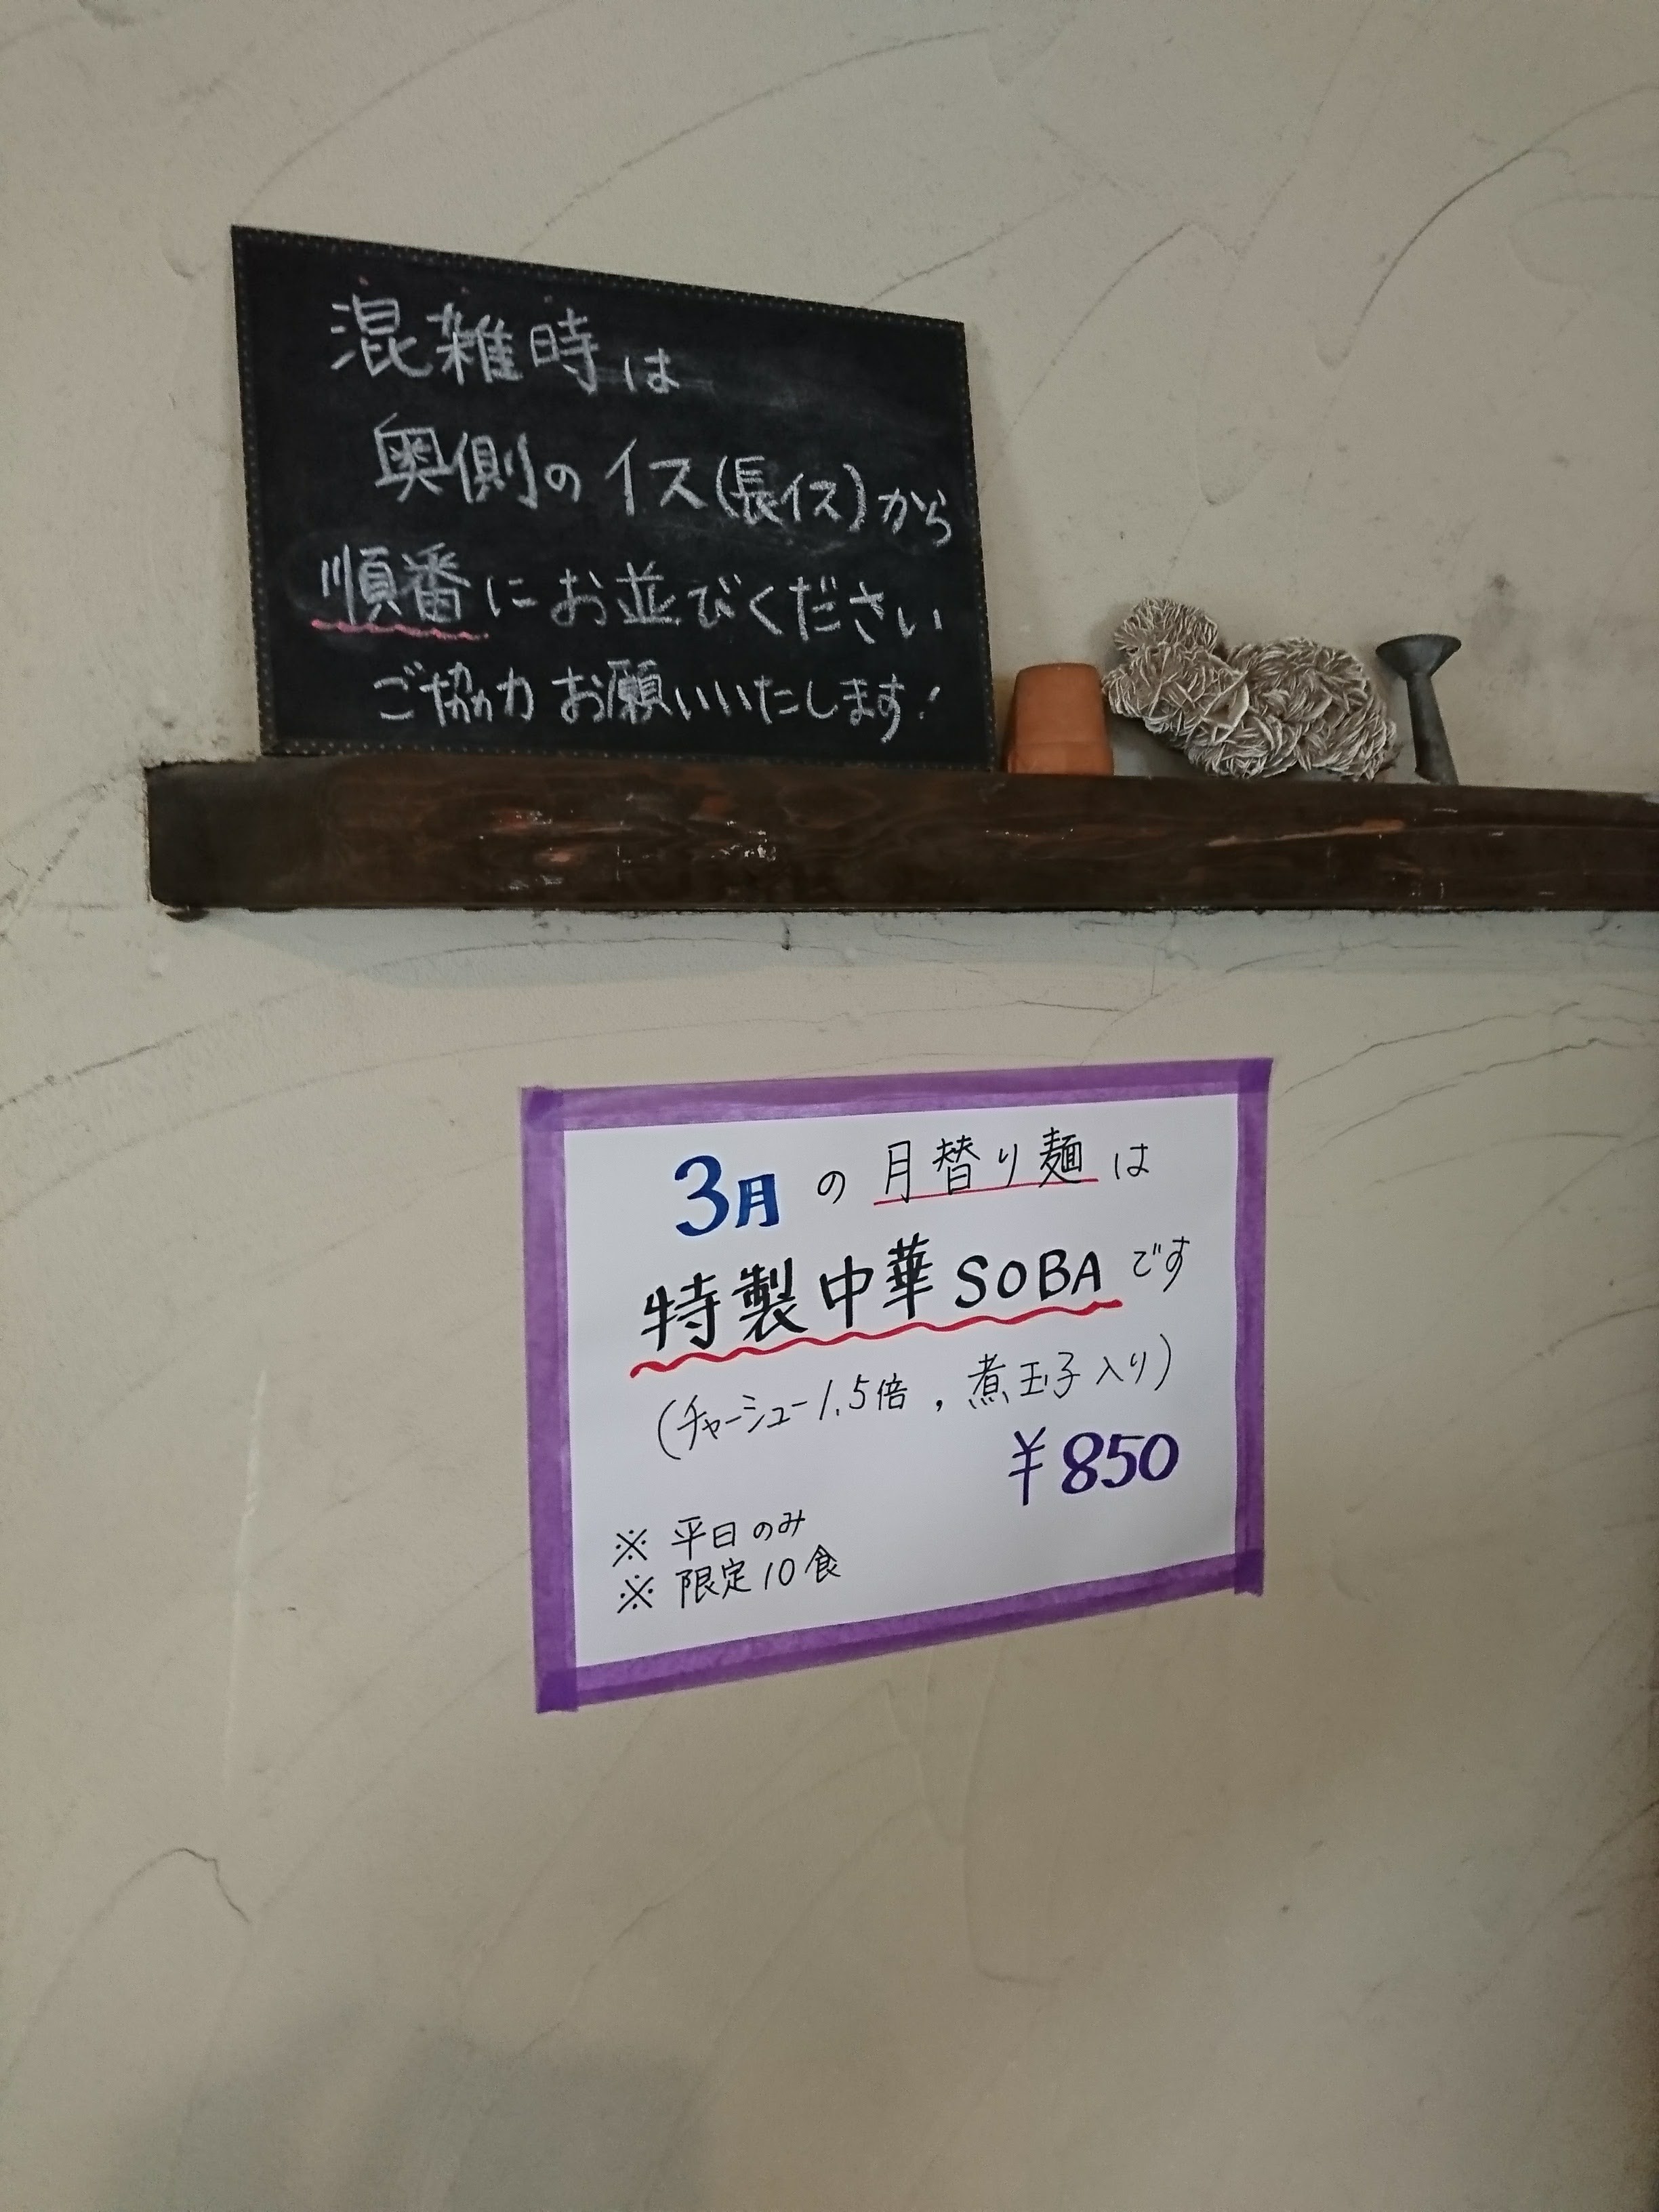 混雑時は
奥側のイス(長イス)から
順番にお並びください
ご協力お願いいたします!
3月の月替り麺は
特製中華SOBAです
(チャーシュー1.5倍,煮玉子入り)
¥850
※平日のみ
※限定10食